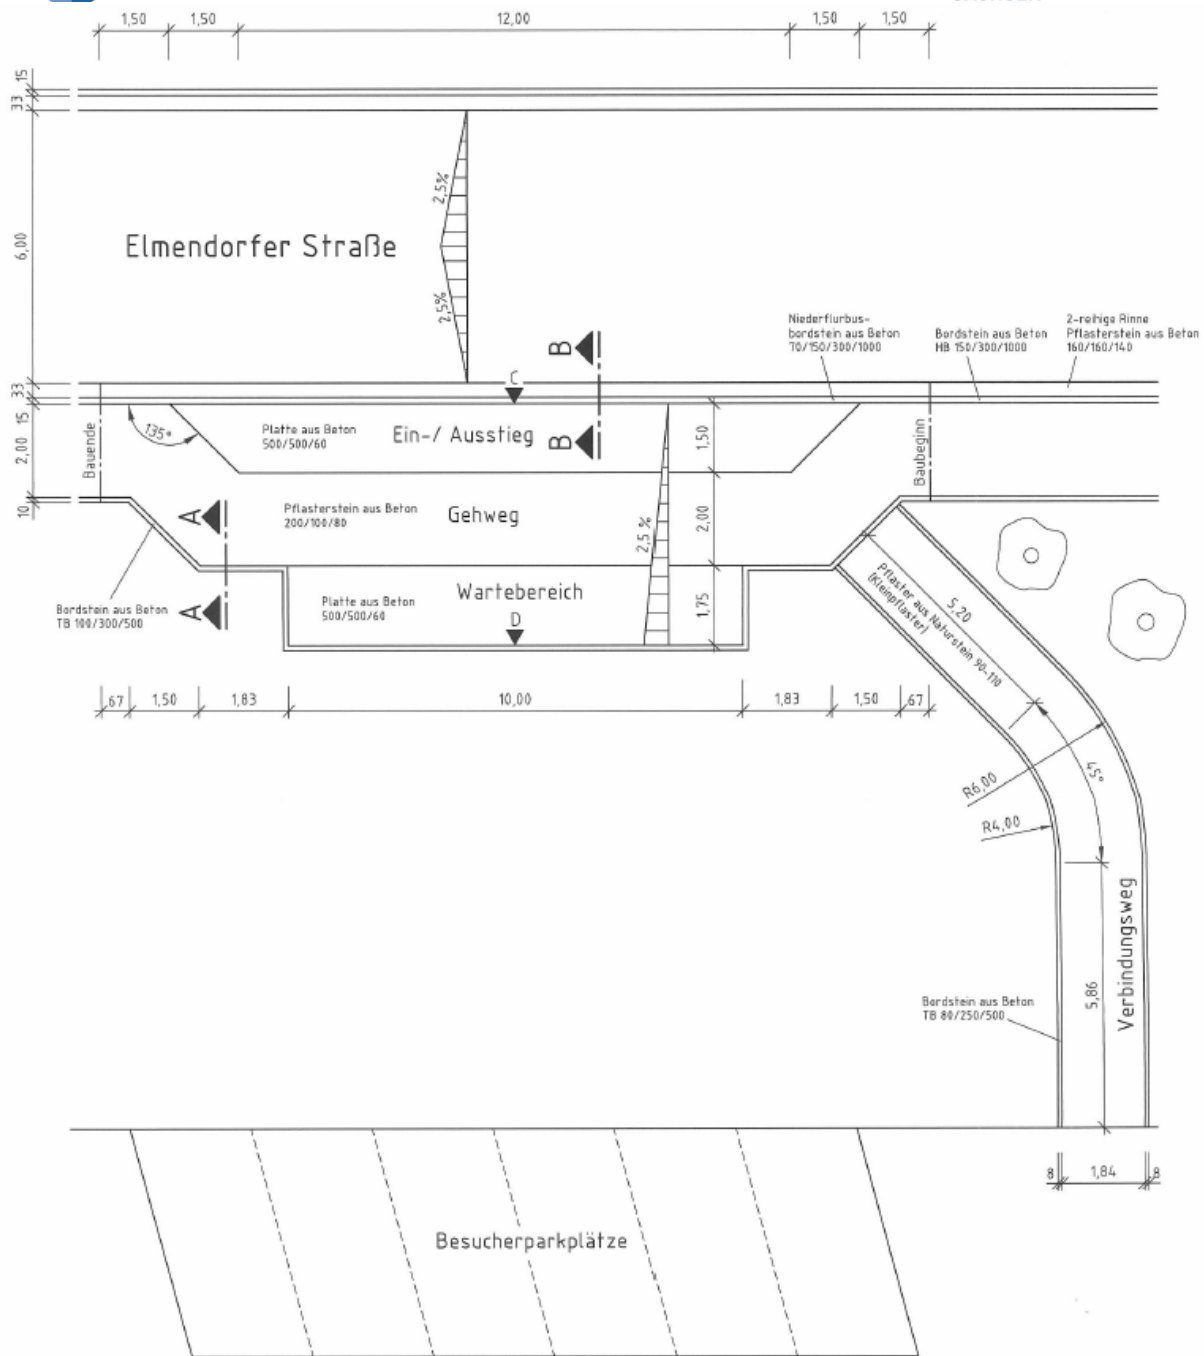 1,50 1,50 12,00 1,50 1,50
15
33
6,00
2,5%
Elmendorfer Straße
2,5%
Niederflurbus-
bordstein aus Beton
70/150/300/1000
Bordstein aus Beton
HB 150/300/1000
2-reihige Rinne
Pflasterstein aus Beton
160/160/140
B
C
33
15
2,00
10
Bauende
135°
Platte aus Beton
500/500/60
Ein-/ Ausstieg
B
1,50
Baubeginn
A
Pflasterstein aus Beton
200/100/80
Gehweg
2,5 %
2,00
Bordstein aus Beton
TB 100/300/500
A
Platte aus Beton
500/500/60
Wartebereich
D
1,75
5,20
Pflaster aus Naturstein 90-110
(Kleinpflaster)
67 1,50 1,83 10,00 1,83 1,50 67
45°
R6,00
R4,00
Verbindungsweg
5,86
Bordstein aus Beton
TB 80/250/500
8 1,84 8
Besucherparkplätze